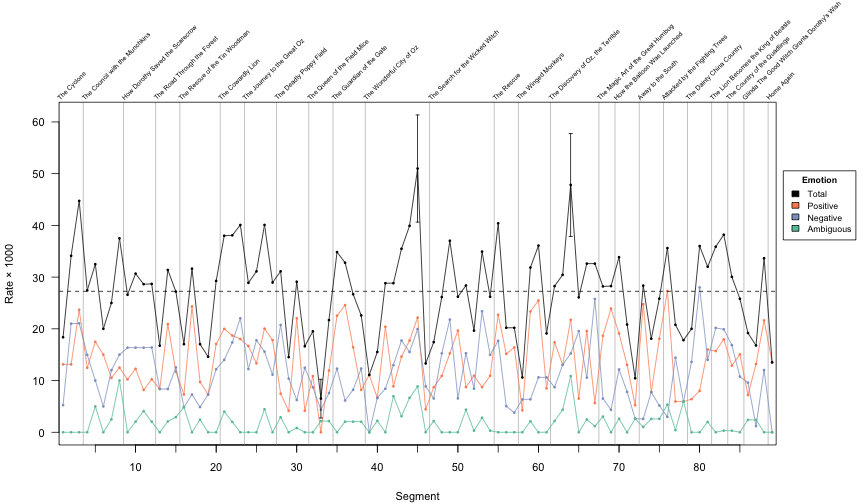 The Cyclone
The Council with the Munchkins
How Dorothy Saved the Scarecrow
The Road Through the Forest
The Rescue of the Tin Woodman
The Cowardly Lion
The Journey to the Great Oz
The Deadly Poppy Field
The Queen of the Field Mice
The Guardian of the Gate
The Wonderful City of Oz
The Search for the Wicked Witch
The Rescue
The Winged Monkeys
The Discovery of Oz, the Terrible
The Magic Art of the Great Humbug
How the Balloon Was Launched
Away to the South
Attacked by the Fighting Trees
The Dainty China Country
The Lion Becomes the King of Beasts
The Country of the Quadlings
Glinda The Good Witch Grants Dorothy's Wish
Home Again
Rate × 1000
60
50
40
30
20
10
0
10 20 30 40 50 60 70 80
Segment
Emotion
Total
Positive
Negative
Ambiguous